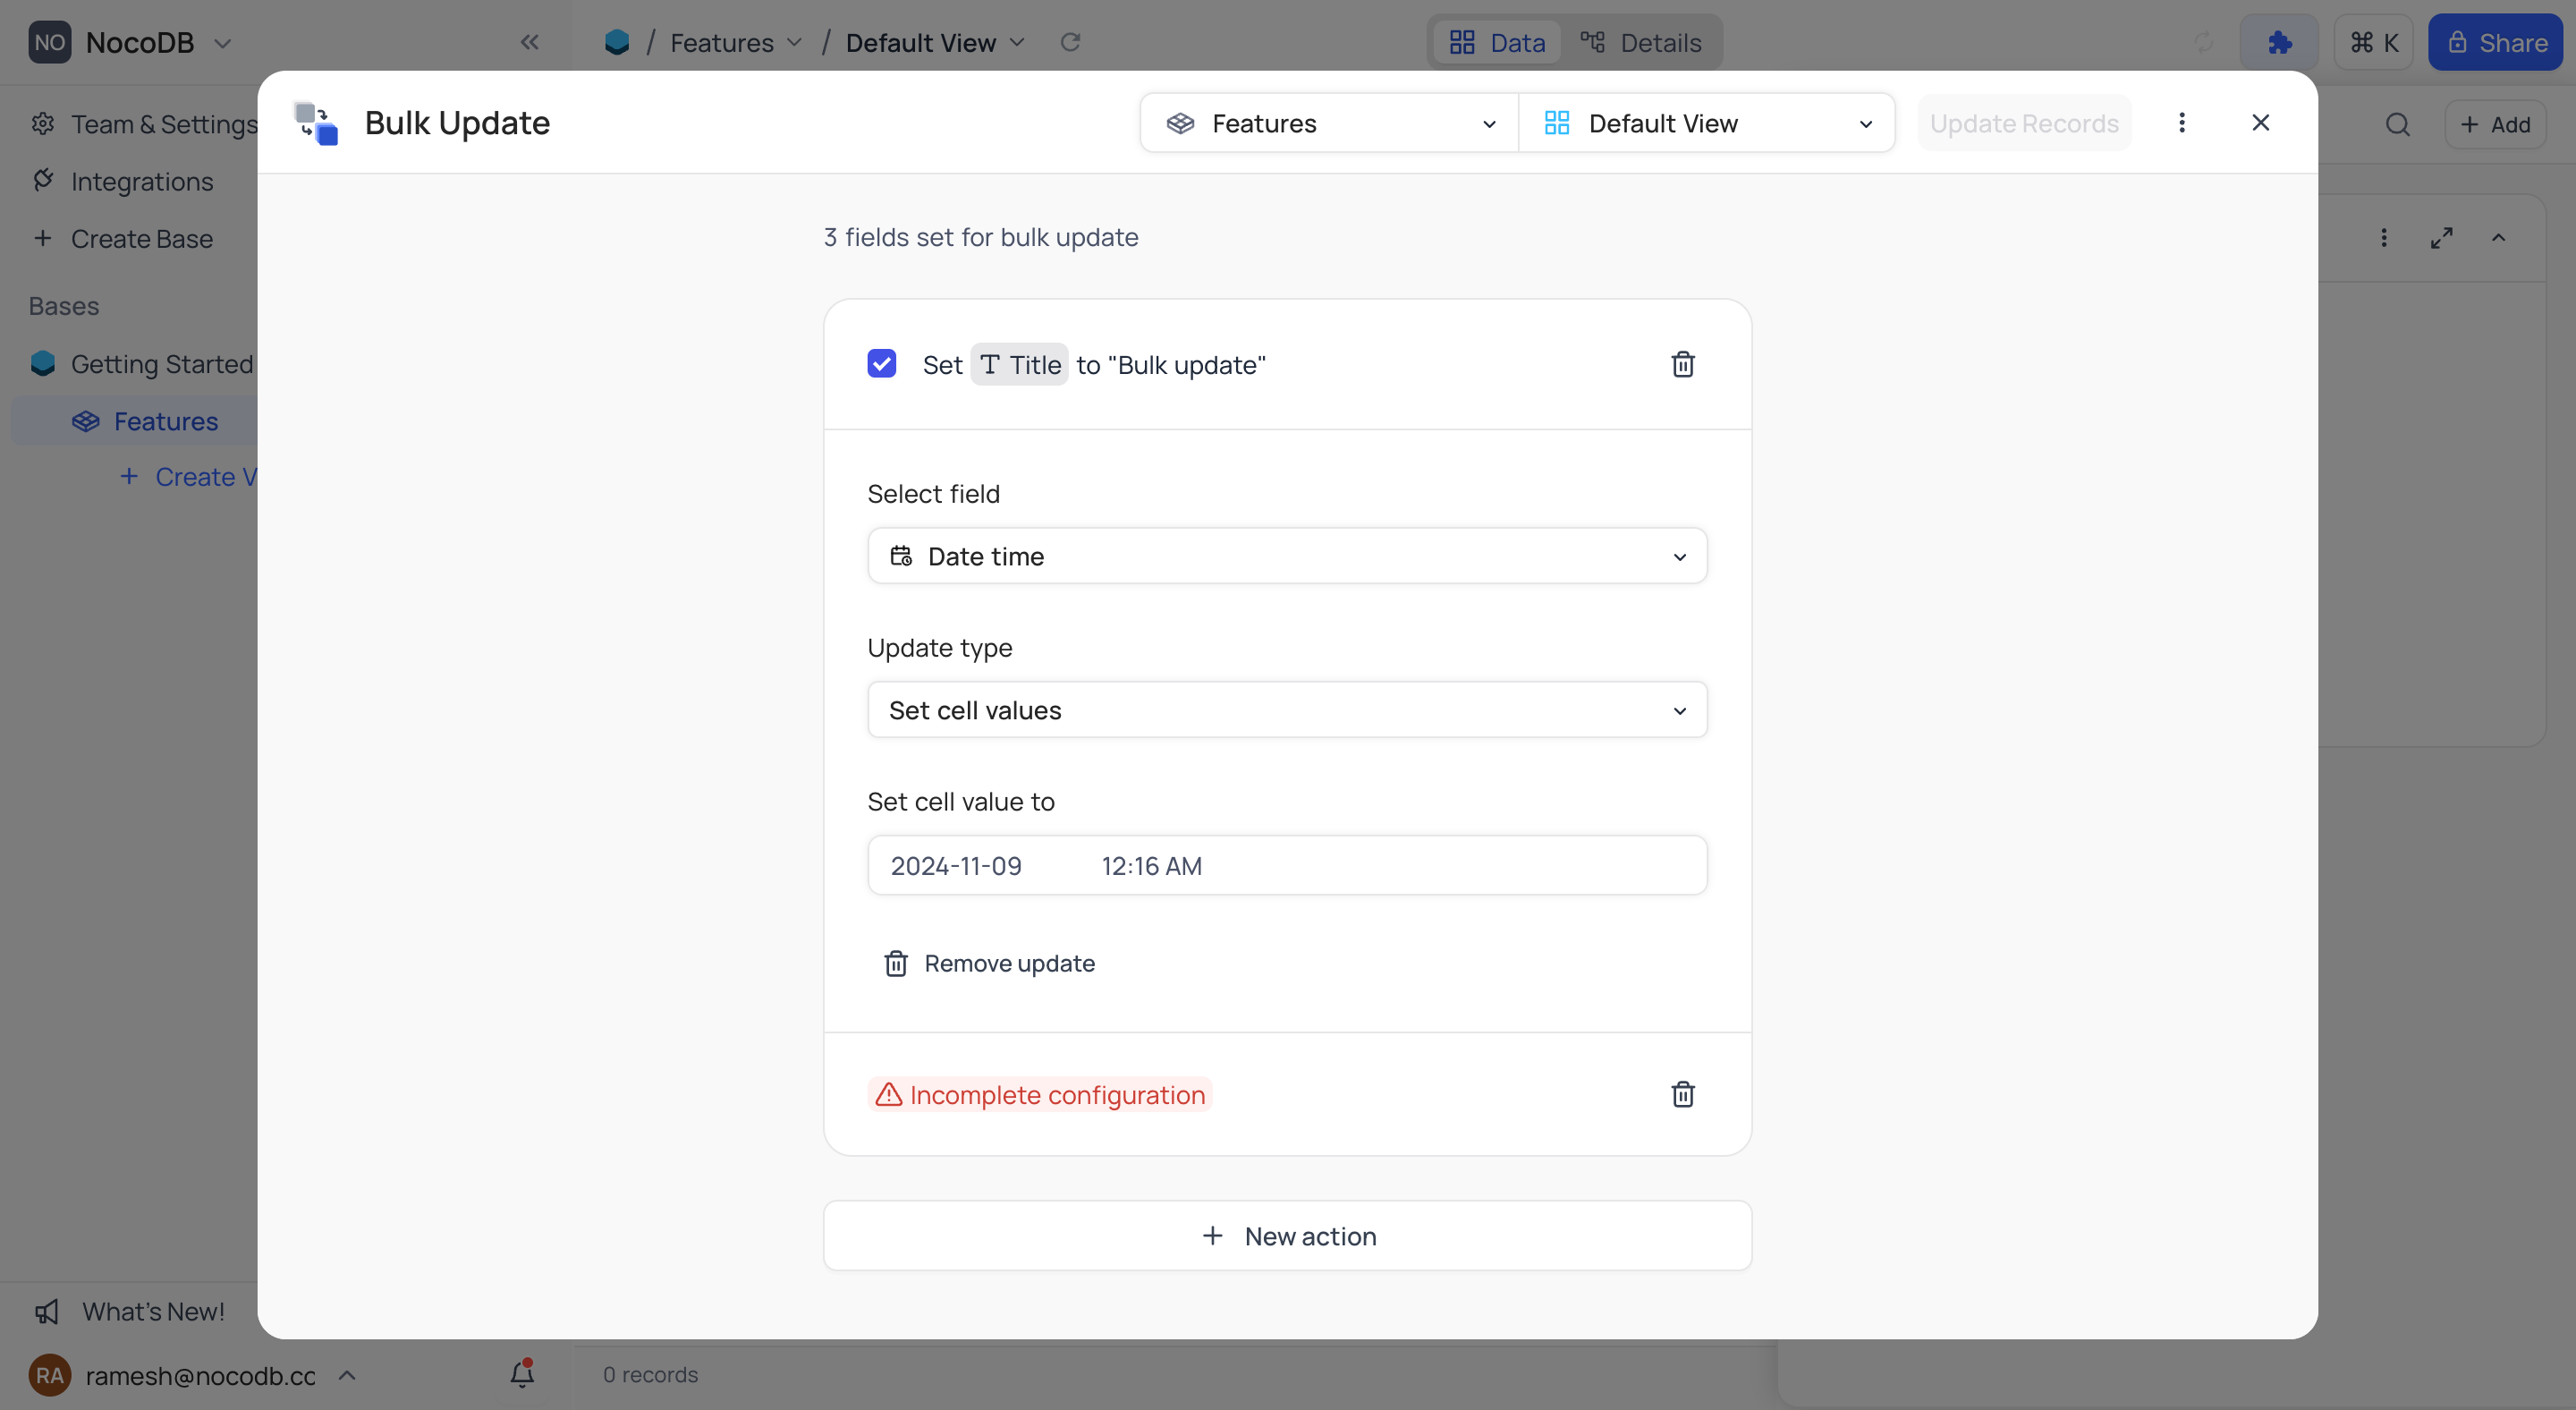 NO NocoDB
/ Features / Default View
Data Details
⌘ K
Share
Team & Settings
Integrations
+ Create Base
Bases
Getting Started
Features
+ Create V
What's New!
RA ramesh@nocodb.cc
Bulk Update
Features
Default View
Update Records
+ Add
3 fields set for bulk update
Set T Title to "Bulk update"
Select field
Date time
Update type
Set cell values
Set cell value to
2024-11-09 12:16 AM
Remove update
Incomplete configuration
+ New action
0 records